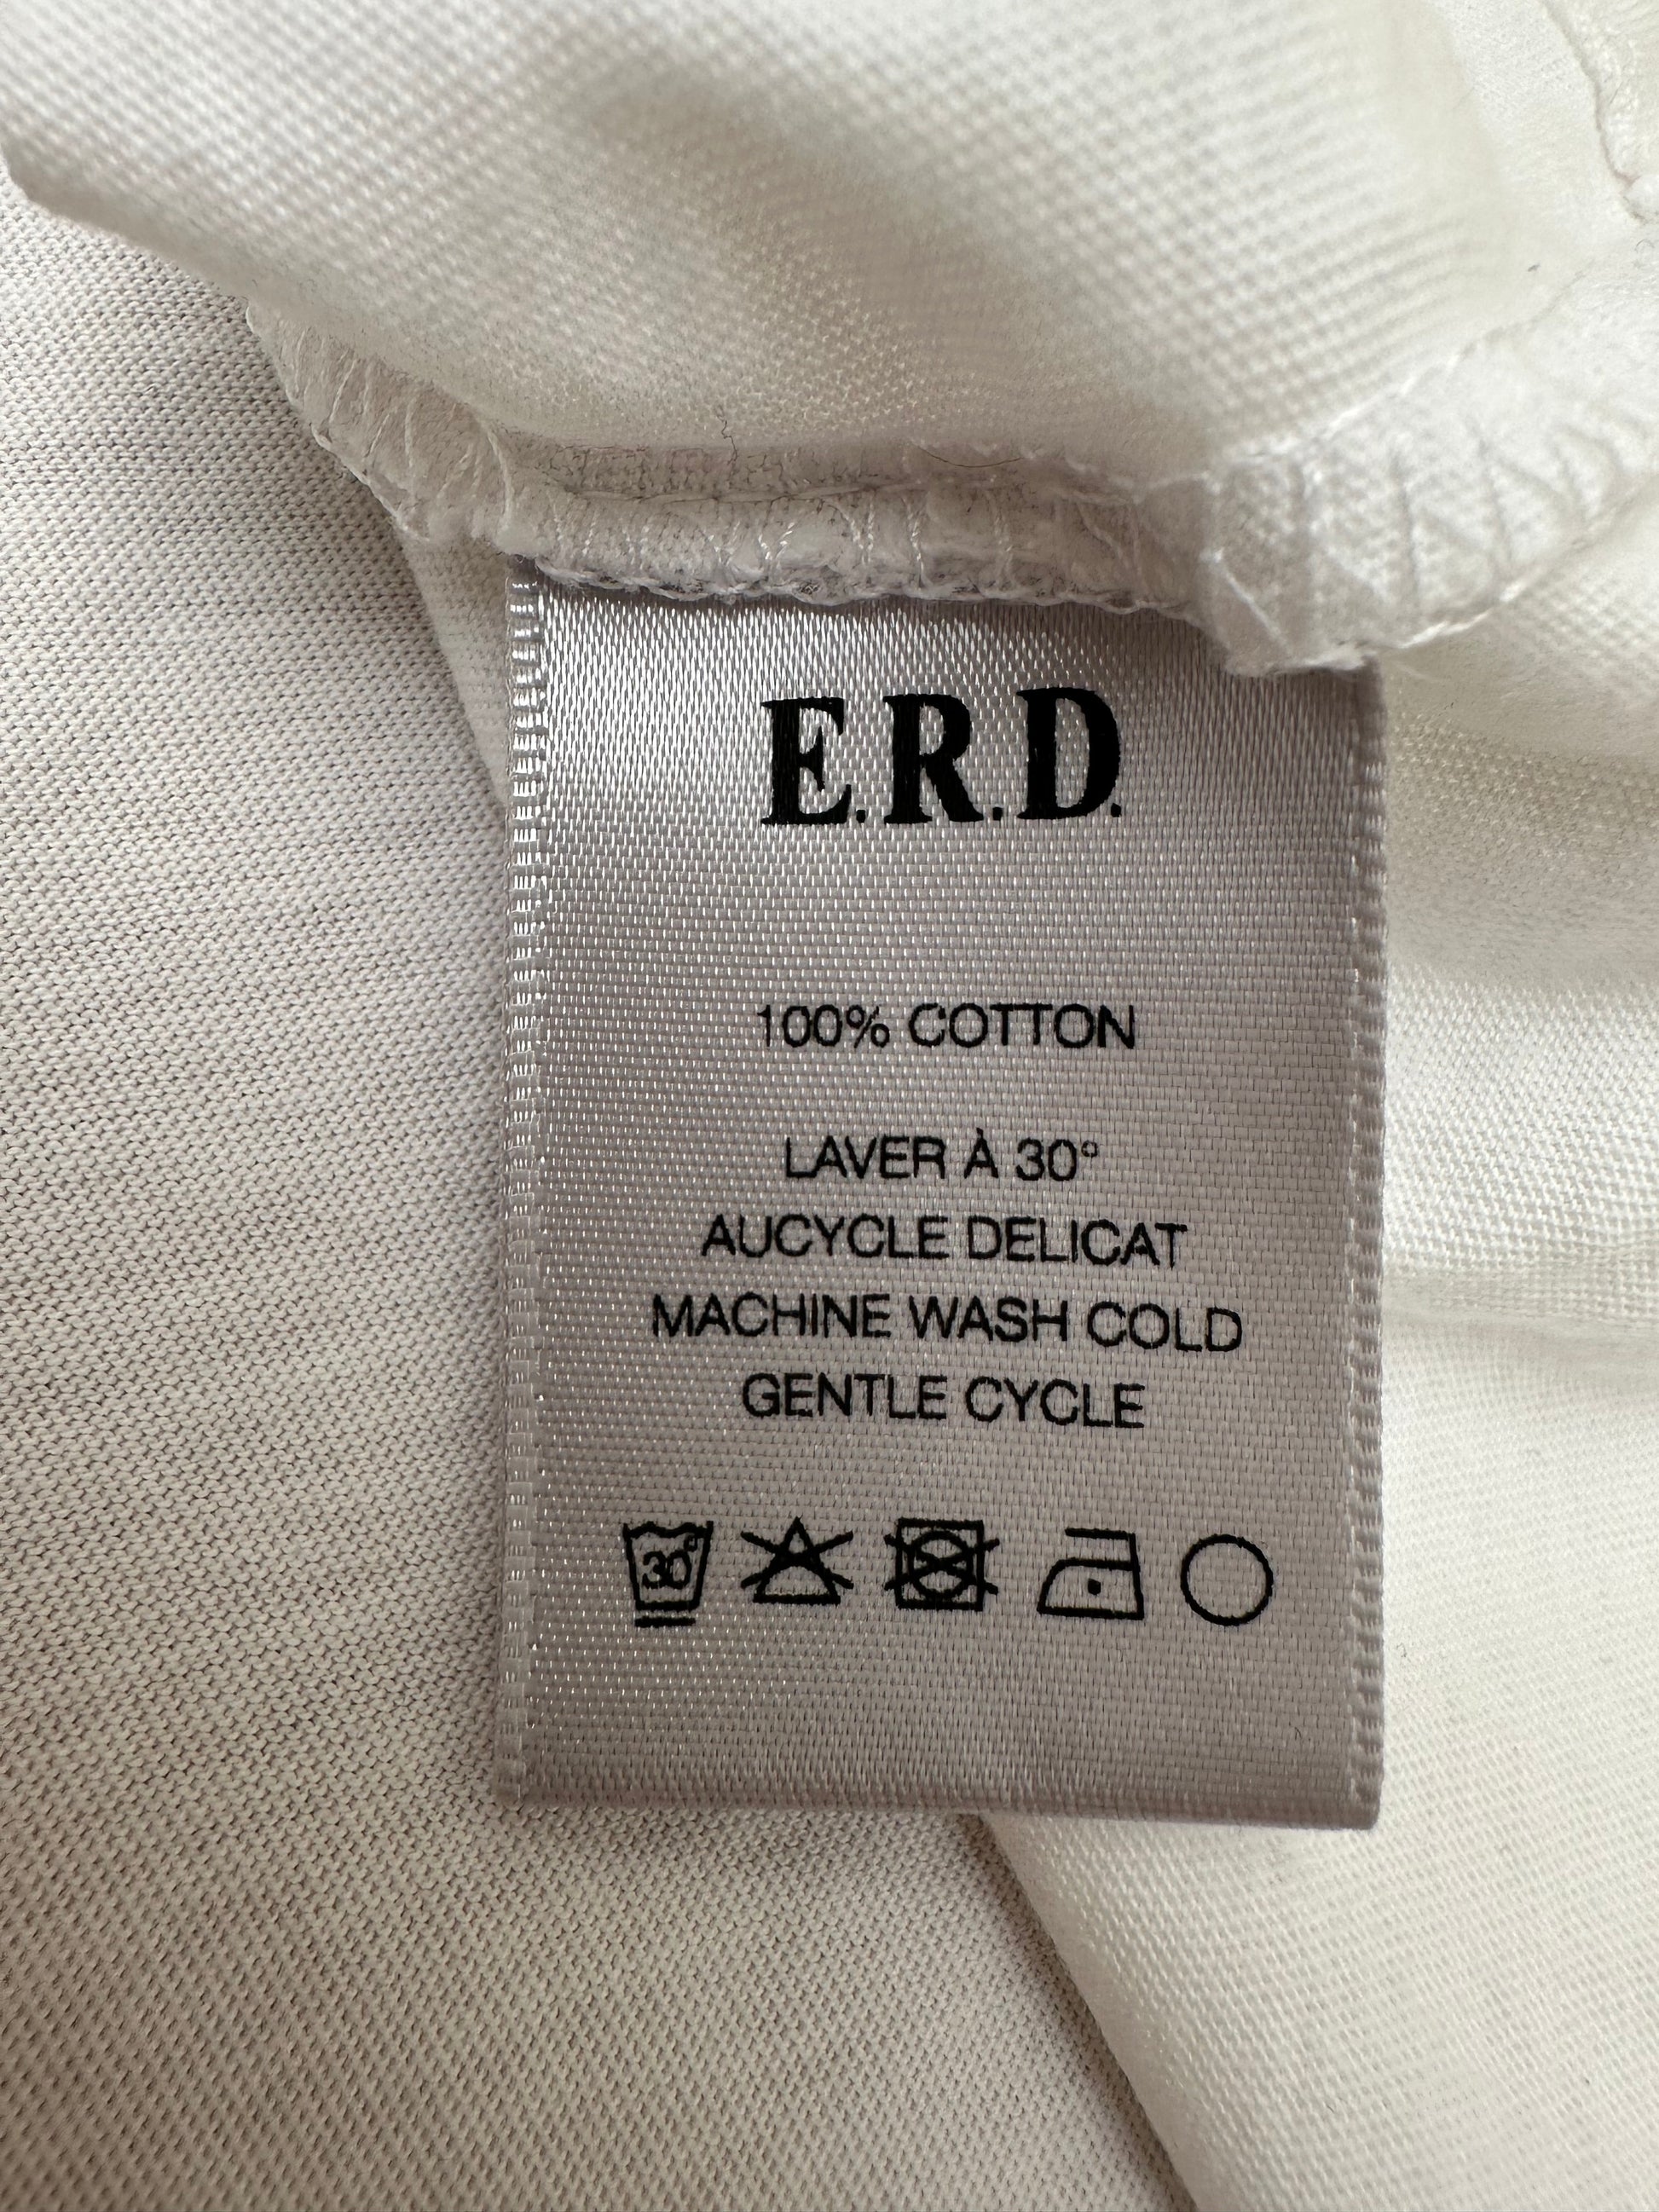 E.R.D.
100% COTTON
LAVER À 30°
AUCYCLE DELICAT
MACHINE WASH COLD
GENTLE CYCLE
30°